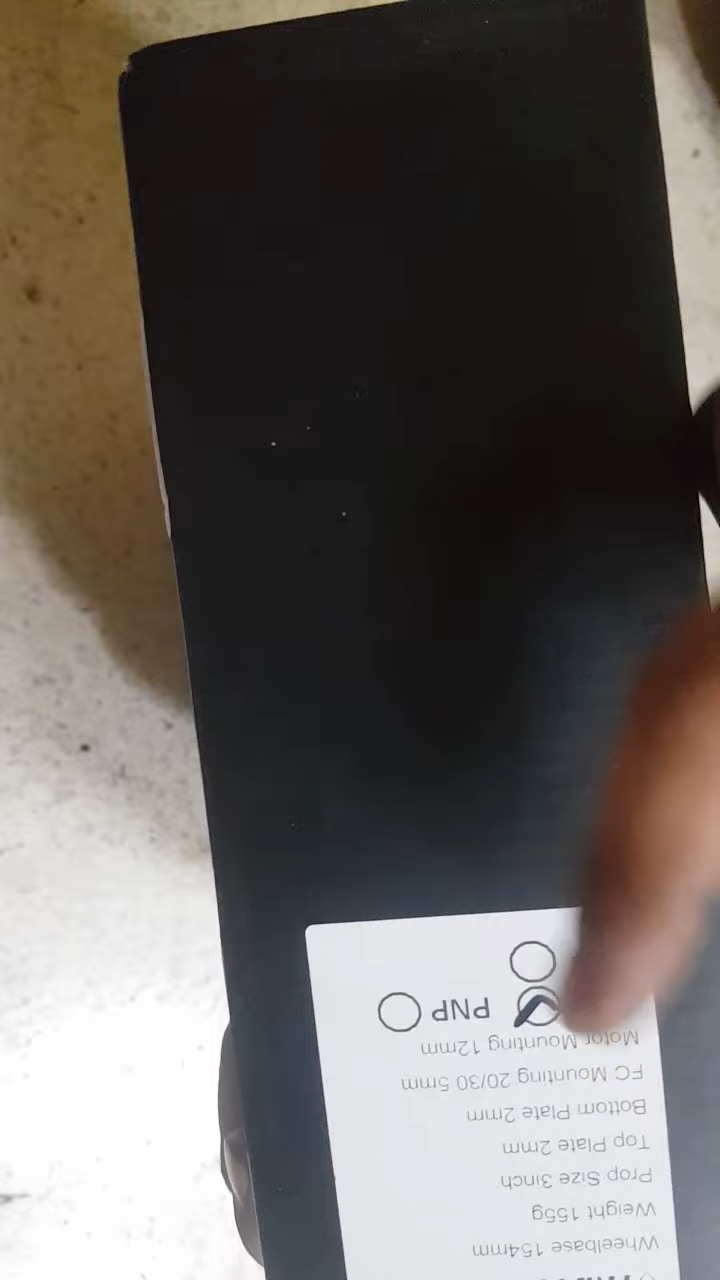 Wheelbase 154mm
Weight 155g
Prop Size 3inch
Top Plate 2mm
Bottom Plate 2mm
FC Mounting 20/30.5mm
Motor Mounting 12mm
PNP